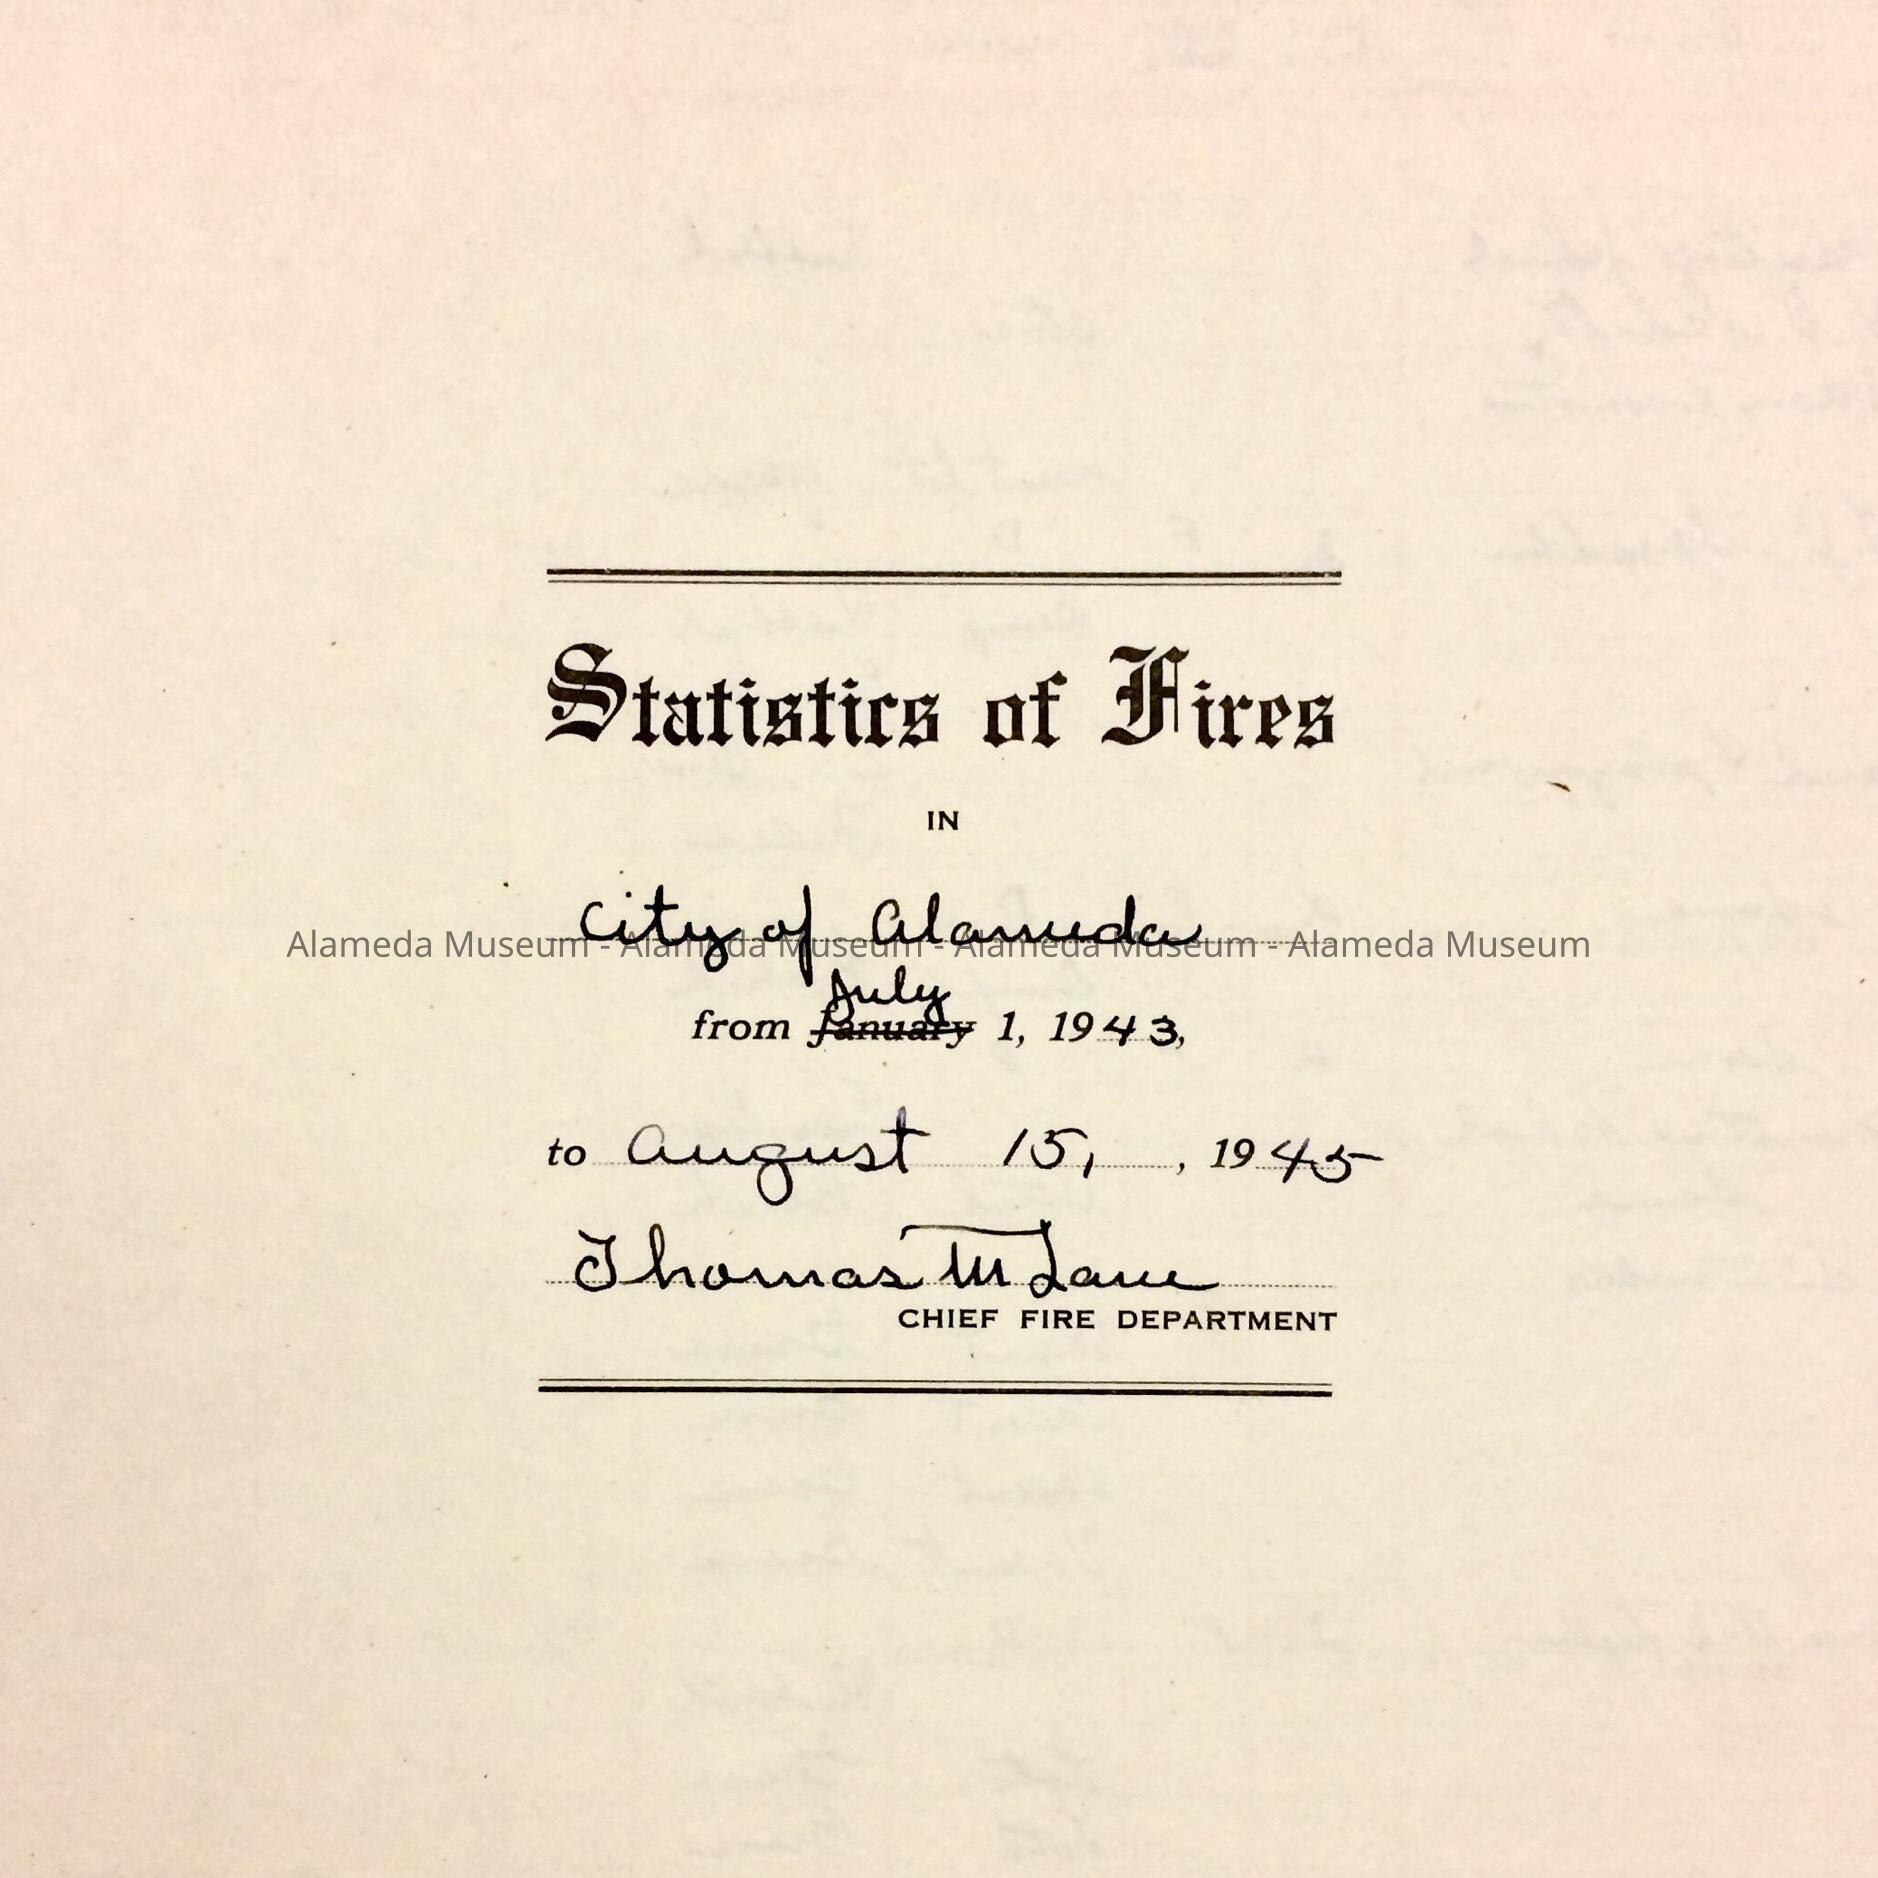 Statistics of Fires
IN
City of Alameda
Alameda Museum - Alameda Museum - Alameda Museum - Alameda Museum
July
from January 1, 1943,
to August 15, , 1945
Thomas M Lane
CHIEF FIRE DEPARTMENT